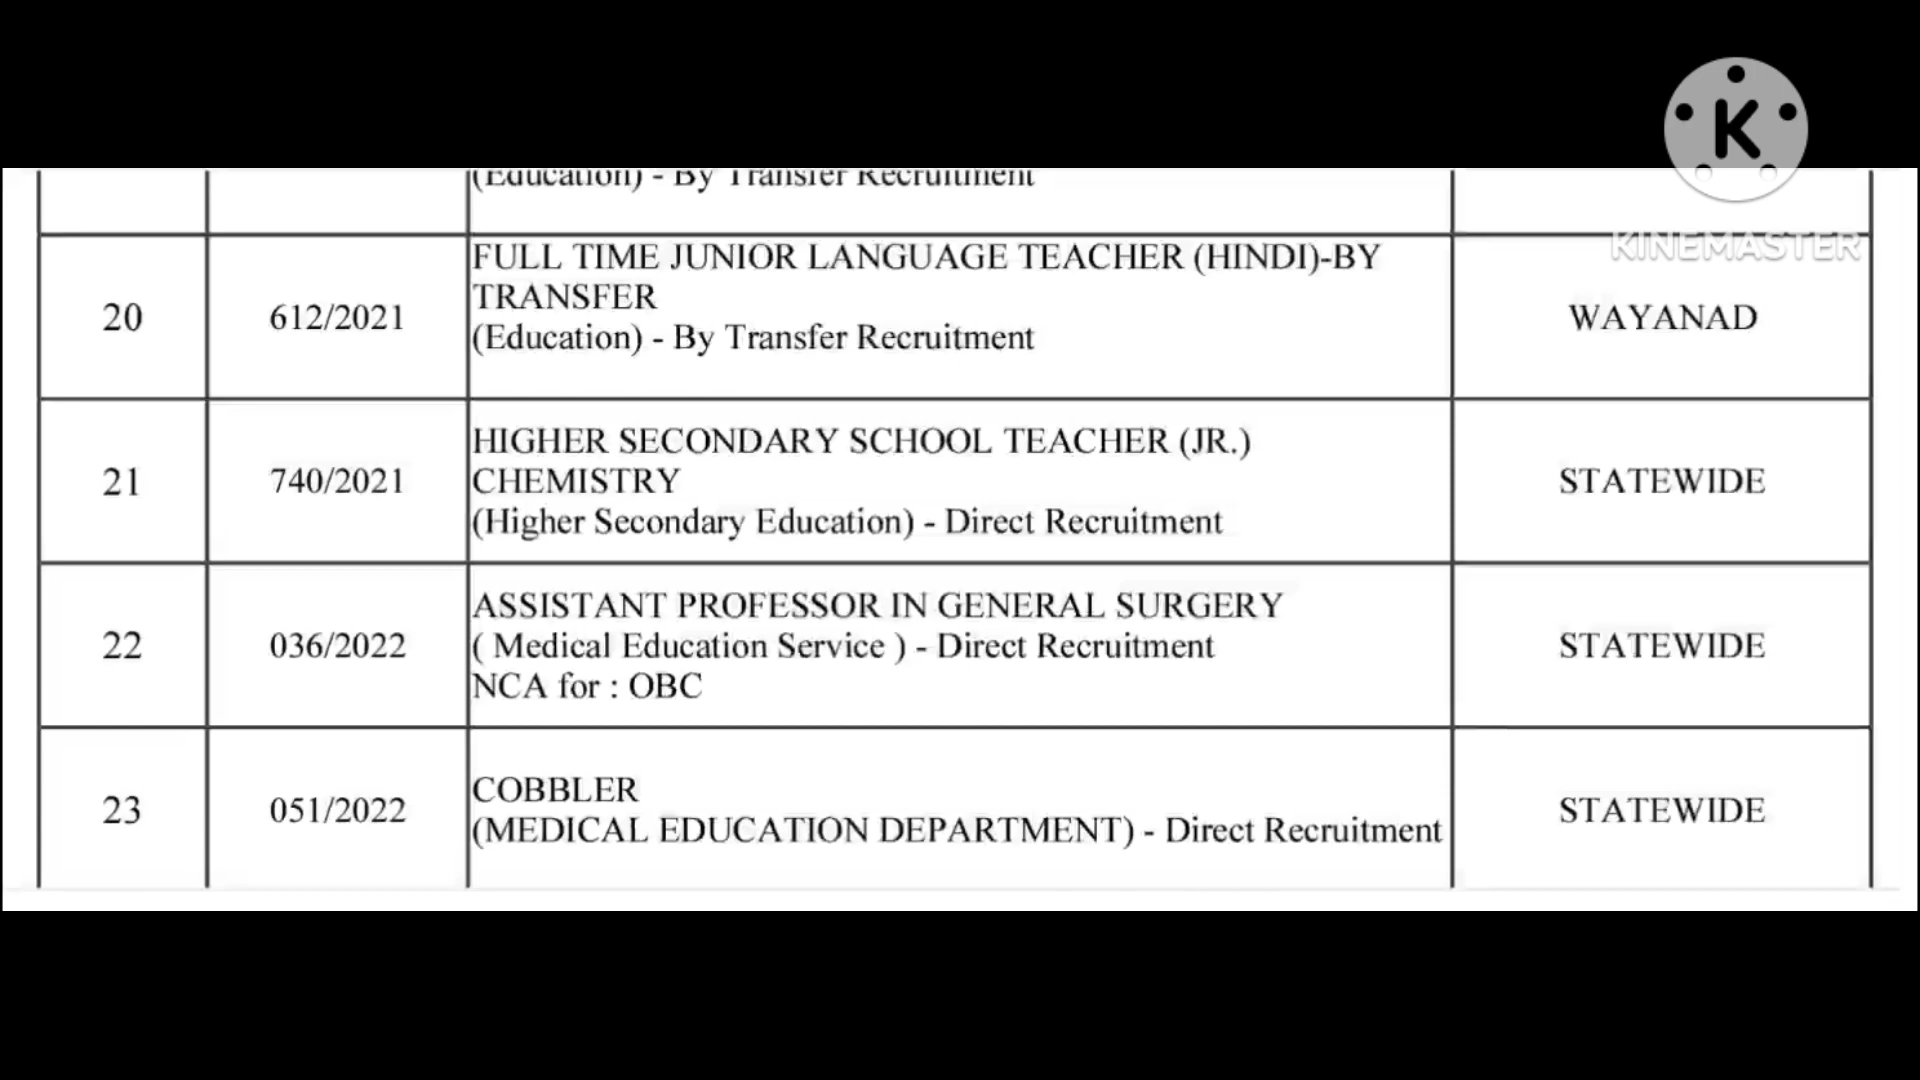 K
(Education) - By Transfer Recruitment
KINEMASTER
20
612/2021
FULL TIME JUNIOR LANGUAGE TEACHER (HINDI)-BY
TRANSFER
(Education) - By Transfer Recruitment
WAYANAD
21
740/2021
HIGHER SECONDARY SCHOOL TEACHER (JR.)
CHEMISTRY
(Higher Secondary Education) - Direct Recruitment
STATEWIDE
22
036/2022
ASSISTANT PROFESSOR IN GENERAL SURGERY
( Medical Education Service ) - Direct Recruitment
NCA for : OBC
STATEWIDE
23
051/2022
COBBLER
(MEDICAL EDUCATION DEPARTMENT) - Direct Recruitment
STATEWIDE